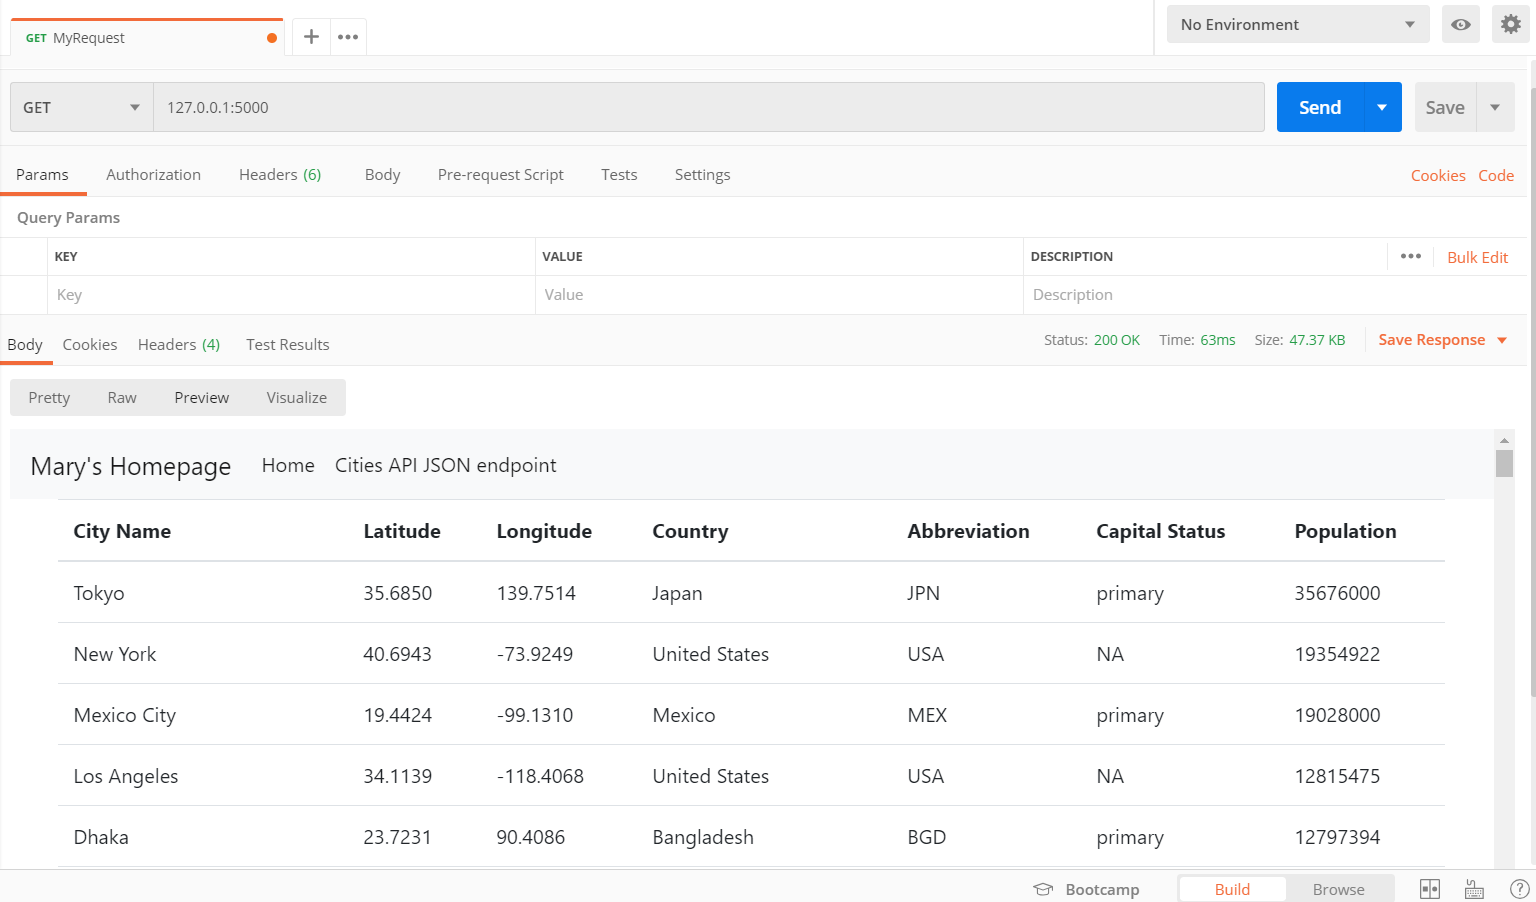 GET MyRequest
No Environment
GET 127.0.0.1:5000 Send Save
Params Authorization Headers (6) Body Pre-request Script Tests Settings Cookies Code
Query Params
KEY VALUE DESCRIPTION Bulk Edit
Key Value Description
Body Cookies Headers (4) Test Results Status: 200 OK Time: 63ms Size: 47.37 KB Save Response
Pretty Raw Preview Visualize
Mary's Homepage Home Cities API JSON endpoint
City Name Latitude Longitude Country Abbreviation Capital Status Population
Tokyo 35.6850 139.7514 Japan JPN primary 35676000
New York 40.6943 -73.9249 United States USA NA 19354922
Mexico City 19.4424 -99.1310 Mexico MEX primary 19028000
Los Angeles 34.1139 -118.4068 United States USA NA 12815475
Dhaka 23.7231 90.4086 Bangladesh BGD primary 12797394
Bootcamp Build Browse